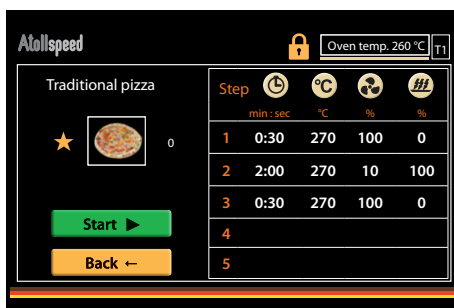 Atollspeed
Oven temp. 260 °C T1
Traditional pizza
0
Step °C
min : sec °C % %
1 0:30 270 100 0
2 2:00 270 10 100
3 0:30 270 100 0
4
5
Start ▶
Back ←